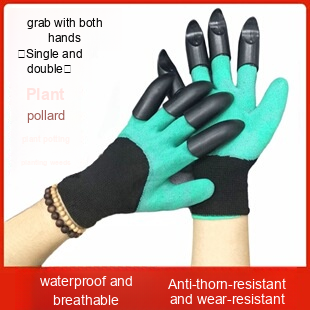 grab with both
hands
【Single and
double】
Plant
pollard
waterproof and
breathable
Anti-thorn-resistant
and wear-resistant